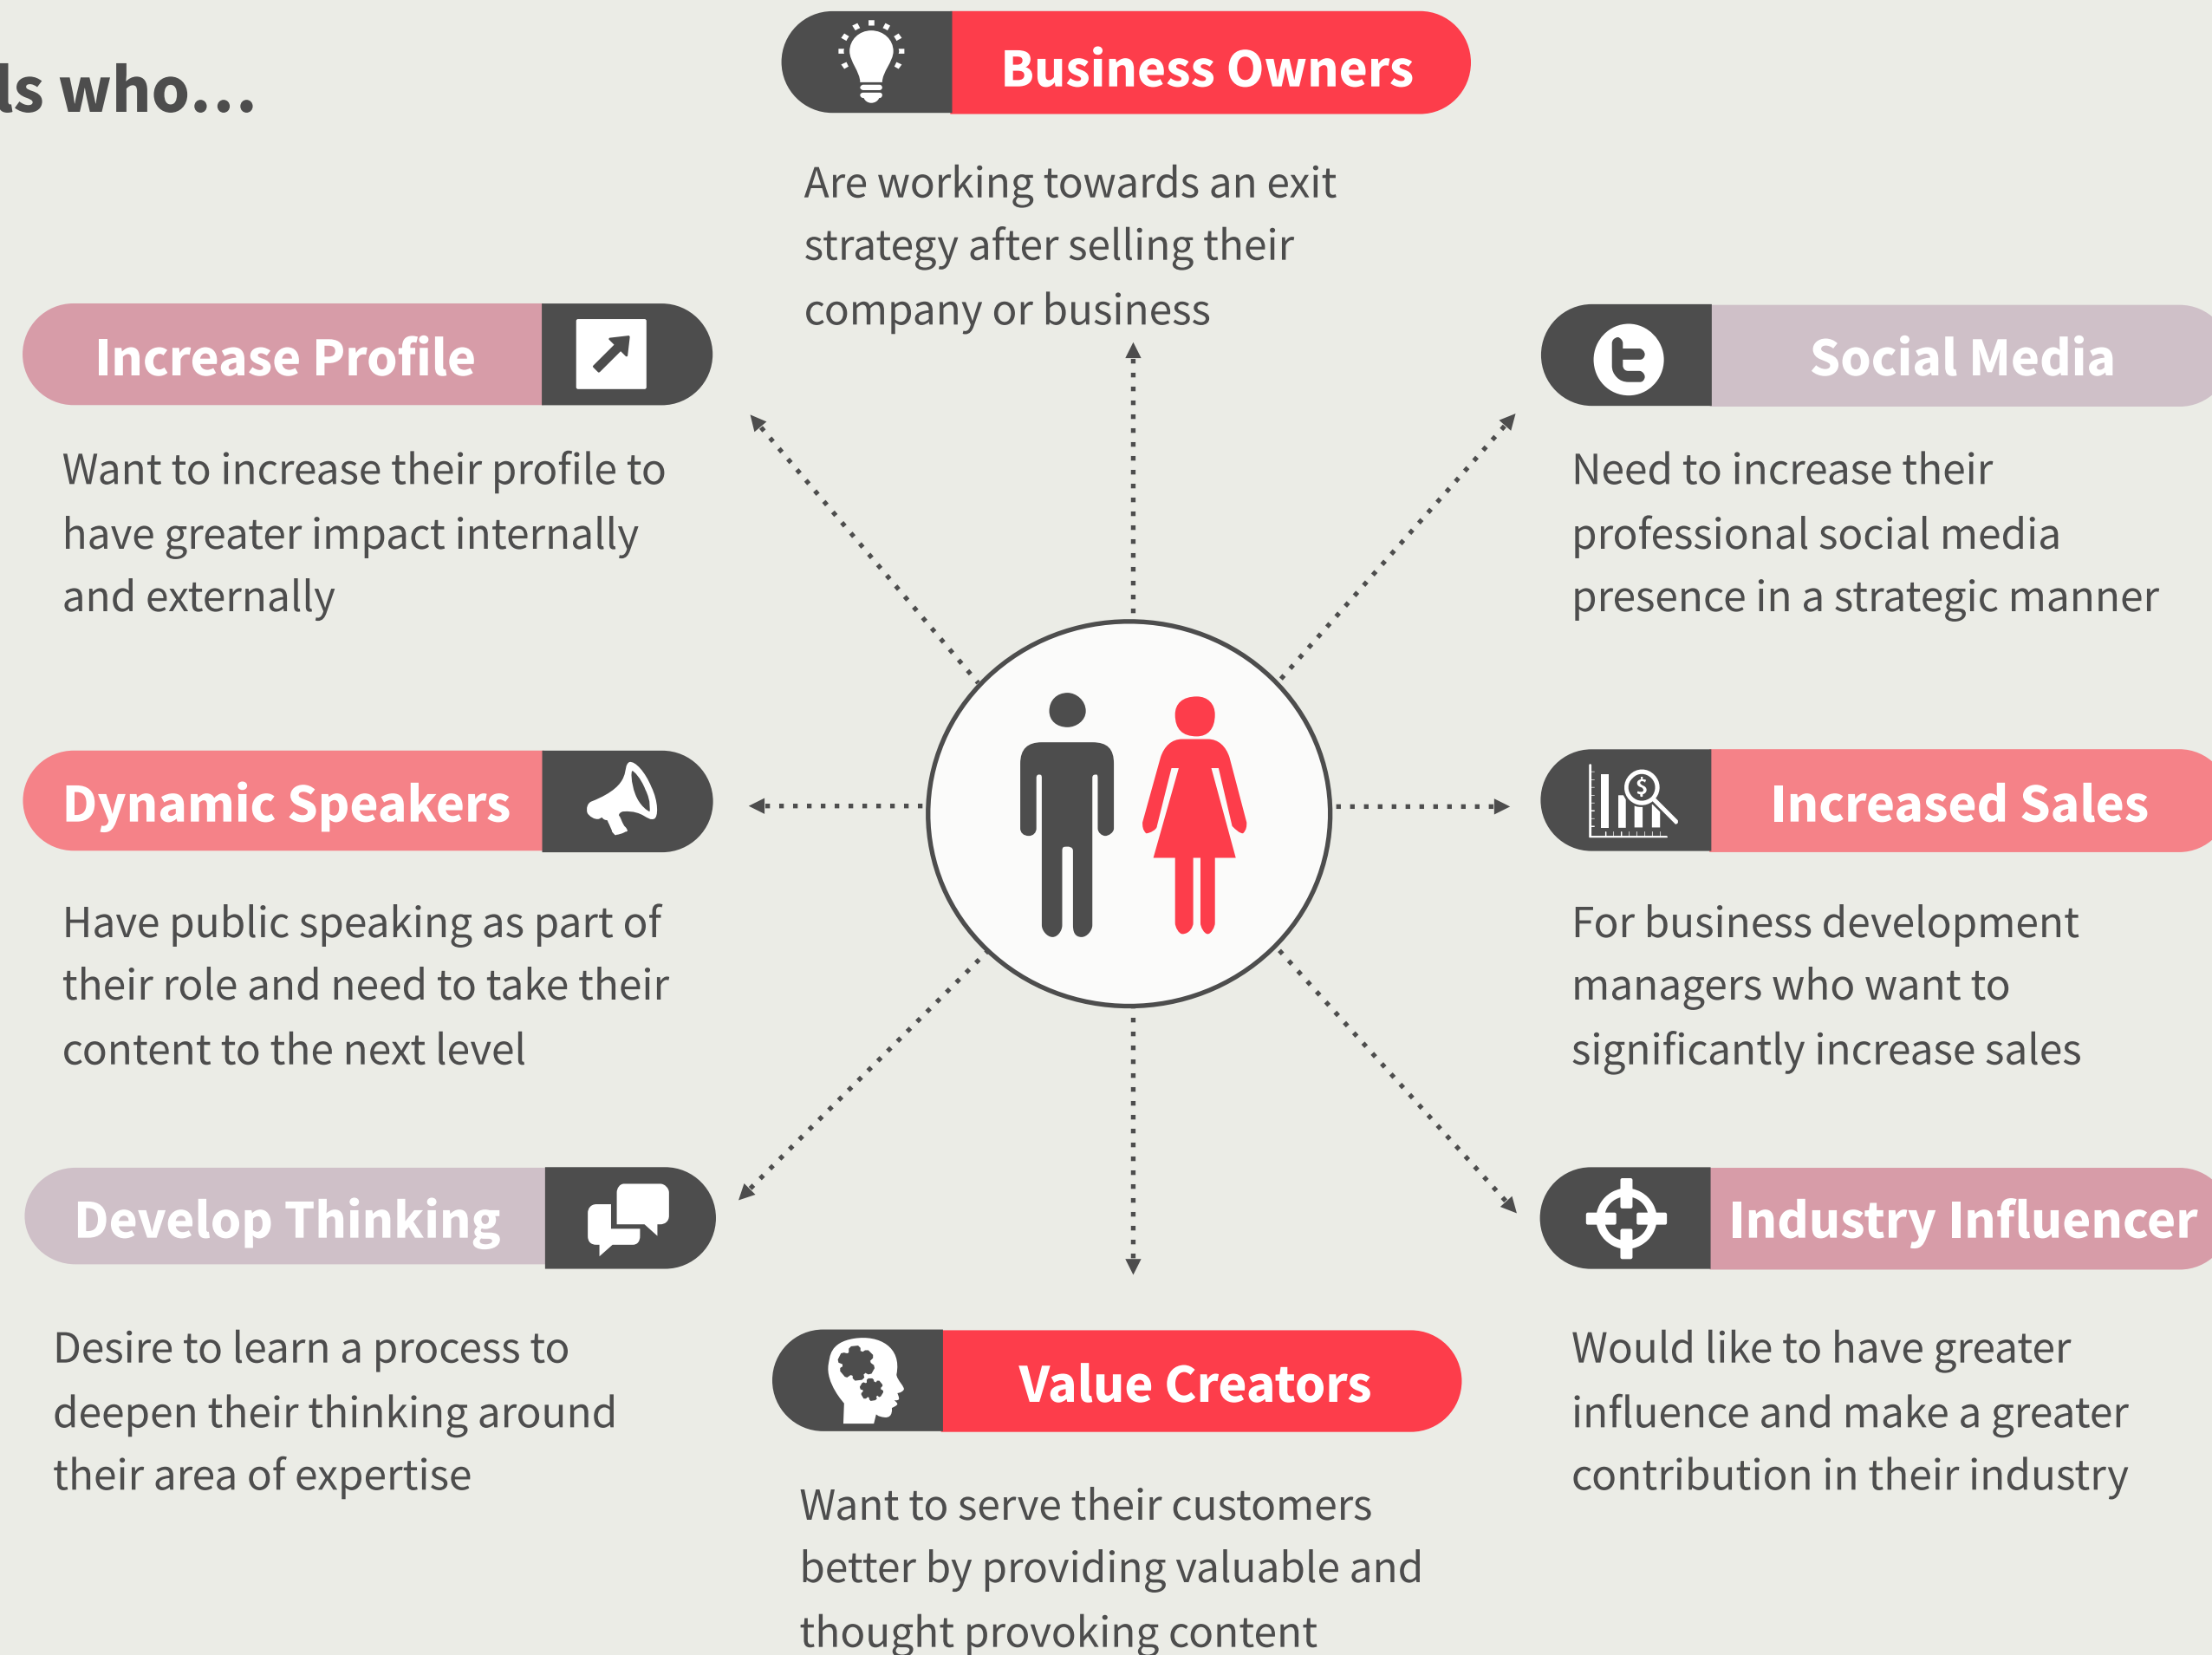 ls who...
Business Owners
Are working towards an exit
strategy after selling their
company or business
Increase Profile
Want to increase their profile to
have greater impact internally
and externally
Social Media
Need to increase their
professional social media
presence in a strategic manner
Dynamic Speakers
Have public speaking as part of
their role and need to take their
content to the next level
Increased Sales
For business development
managers who want to
significantly increase sales
Develop Thinking
Desire to learn a process to
deepen their thinking around
their area of expertise
Industry Influencer
Would like to have greater
influence and make a greater
contribution in their industry
Value Creators
Want to serve their customers
better by providing valuable and
thought provoking content